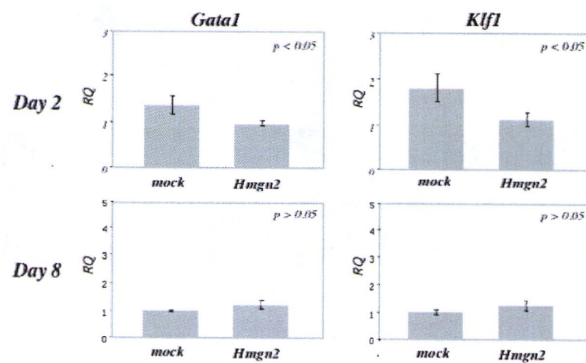 Gata1
Klf1
Day 2
RQ
3
2
1
0
p < 0.05
mock Hmgn2
RQ
3
2
1
0
p < 0.05
mock Hmgn2
Day 8
RQ
5
4
3
2
1
0
p > 0.05
mock Hmgn2
RQ
5
4
3
2
1
0
p > 0.05
mock Hmgn2